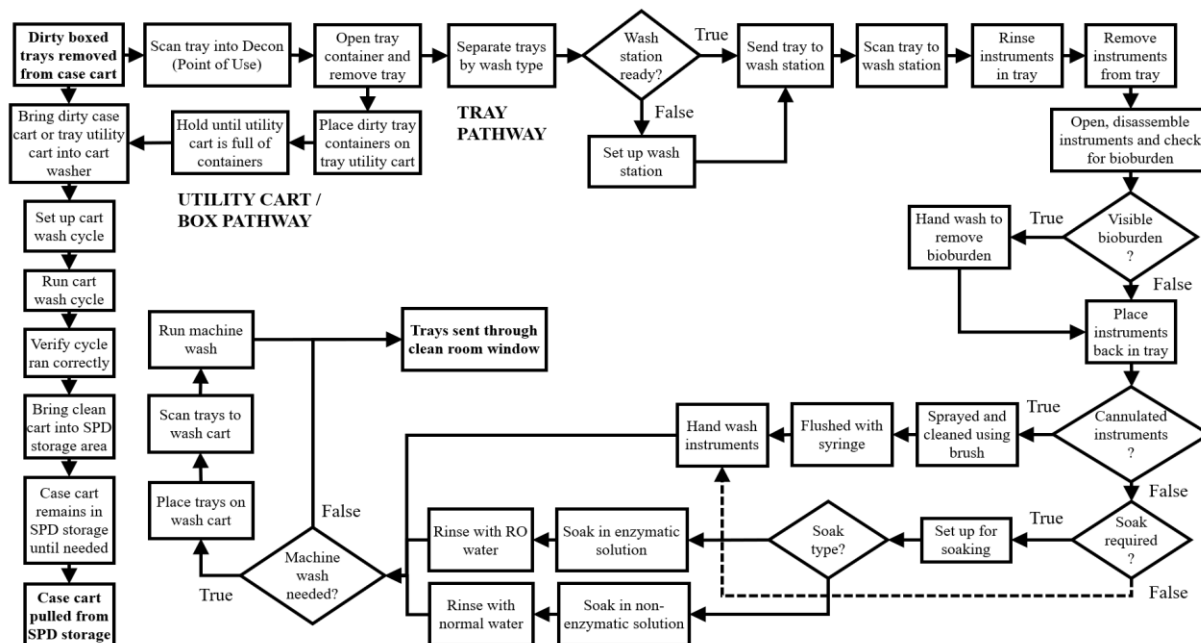 Dirty boxed
trays removed
from case cart
Scan tray into Decon
(Point of Use)
Open tray
container and
remove tray
Separate trays
by wash type
Wash
station
ready?
True
False
Send tray to
wash station
Scan tray to
wash station
Rinse
instruments
in tray
Remove
instruments
from tray
Bring dirty case
cart or tray utility
cart into cart
washer
Hold until utility
cart is full of
containers
Place dirty tray
containers on
tray utility cart
TRAY
PATHWAY
Set up wash
station
Open, disassemble
instruments and check
for bioburden
UTILITY CART /
BOX PATHWAY
Set up cart
wash cycle
Hand wash to
remove
bioburden
True
Visible
bioburden
?
False
Run cart
wash cycle
Place
instruments
back in tray
Run machine
wash
Trays sent through
clean room window
Verify cycle
ran correctly
Scan trays to
wash cart
Hand wash
instruments
Flushed with
syringe
Sprayed and
cleaned using
brush
True
Cannulated
instruments
?
False
Bring clean
cart into SPD
storage area
Case cart
remains in
SPD storage
until needed
Place trays on
wash cart
False
Machine
wash
needed?
True
Rinse with RO
water
Soak in enzymatic
solution
Soak
type?
Set up for
soaking
True
Soak
required
?
False
Rinse with
normal water
Soak in non-
enzymatic solution
Case cart
pulled from
SPD storage